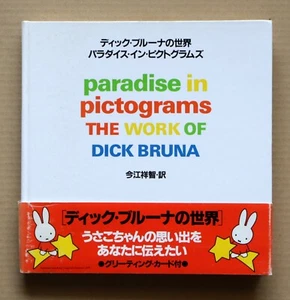 ディック・ブルーナの世界
パラダイス・イン・ピクトグラムズ
paradise in
pictograms
THE WORK OF
DICK BRUNA
今江祥智・訳
[ディック・ブルーナの世界]
うさこちゃんの思い出を
あなたに伝えたい
●グリーティング・カード付●